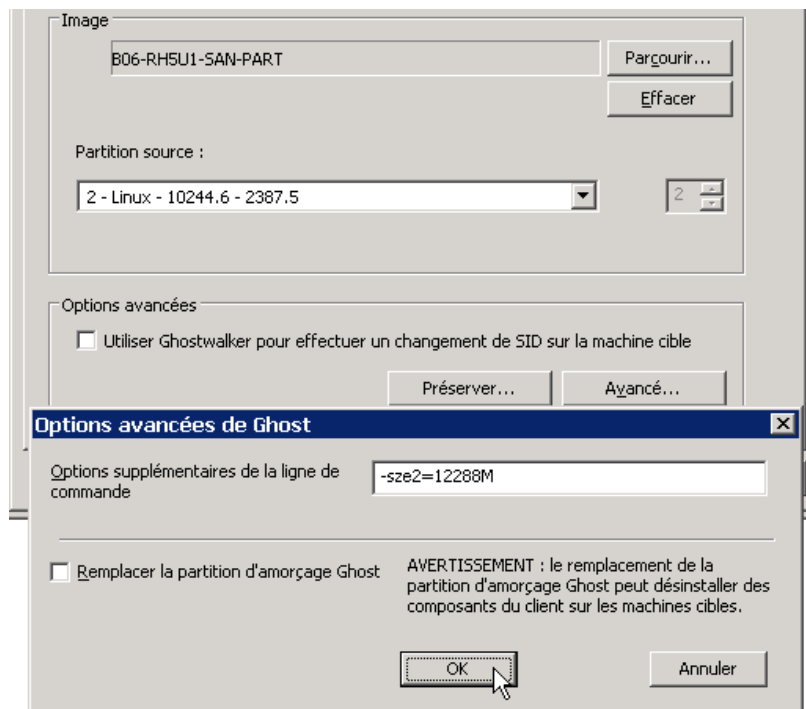 Image
B06-RH5U1-SAN-PART
Parcourir...
Effacer
Partition source :
2 - Linux - 10244.6 - 2387.5
2
Options avancées
Utiliser Ghostwalker pour effectuer un changement de SID sur la machine cible
Préserver...
Avancé...
Options avancées de Ghost
Options supplémentaires de la ligne de
commande
-sze2=12288M
Remplacer la partition d'amorçage Ghost
AVERTISSEMENT : le remplacement de la
partition d'amorçage Ghost peut désinstaller des
composants du client sur les machines cibles.
OK
Annuler